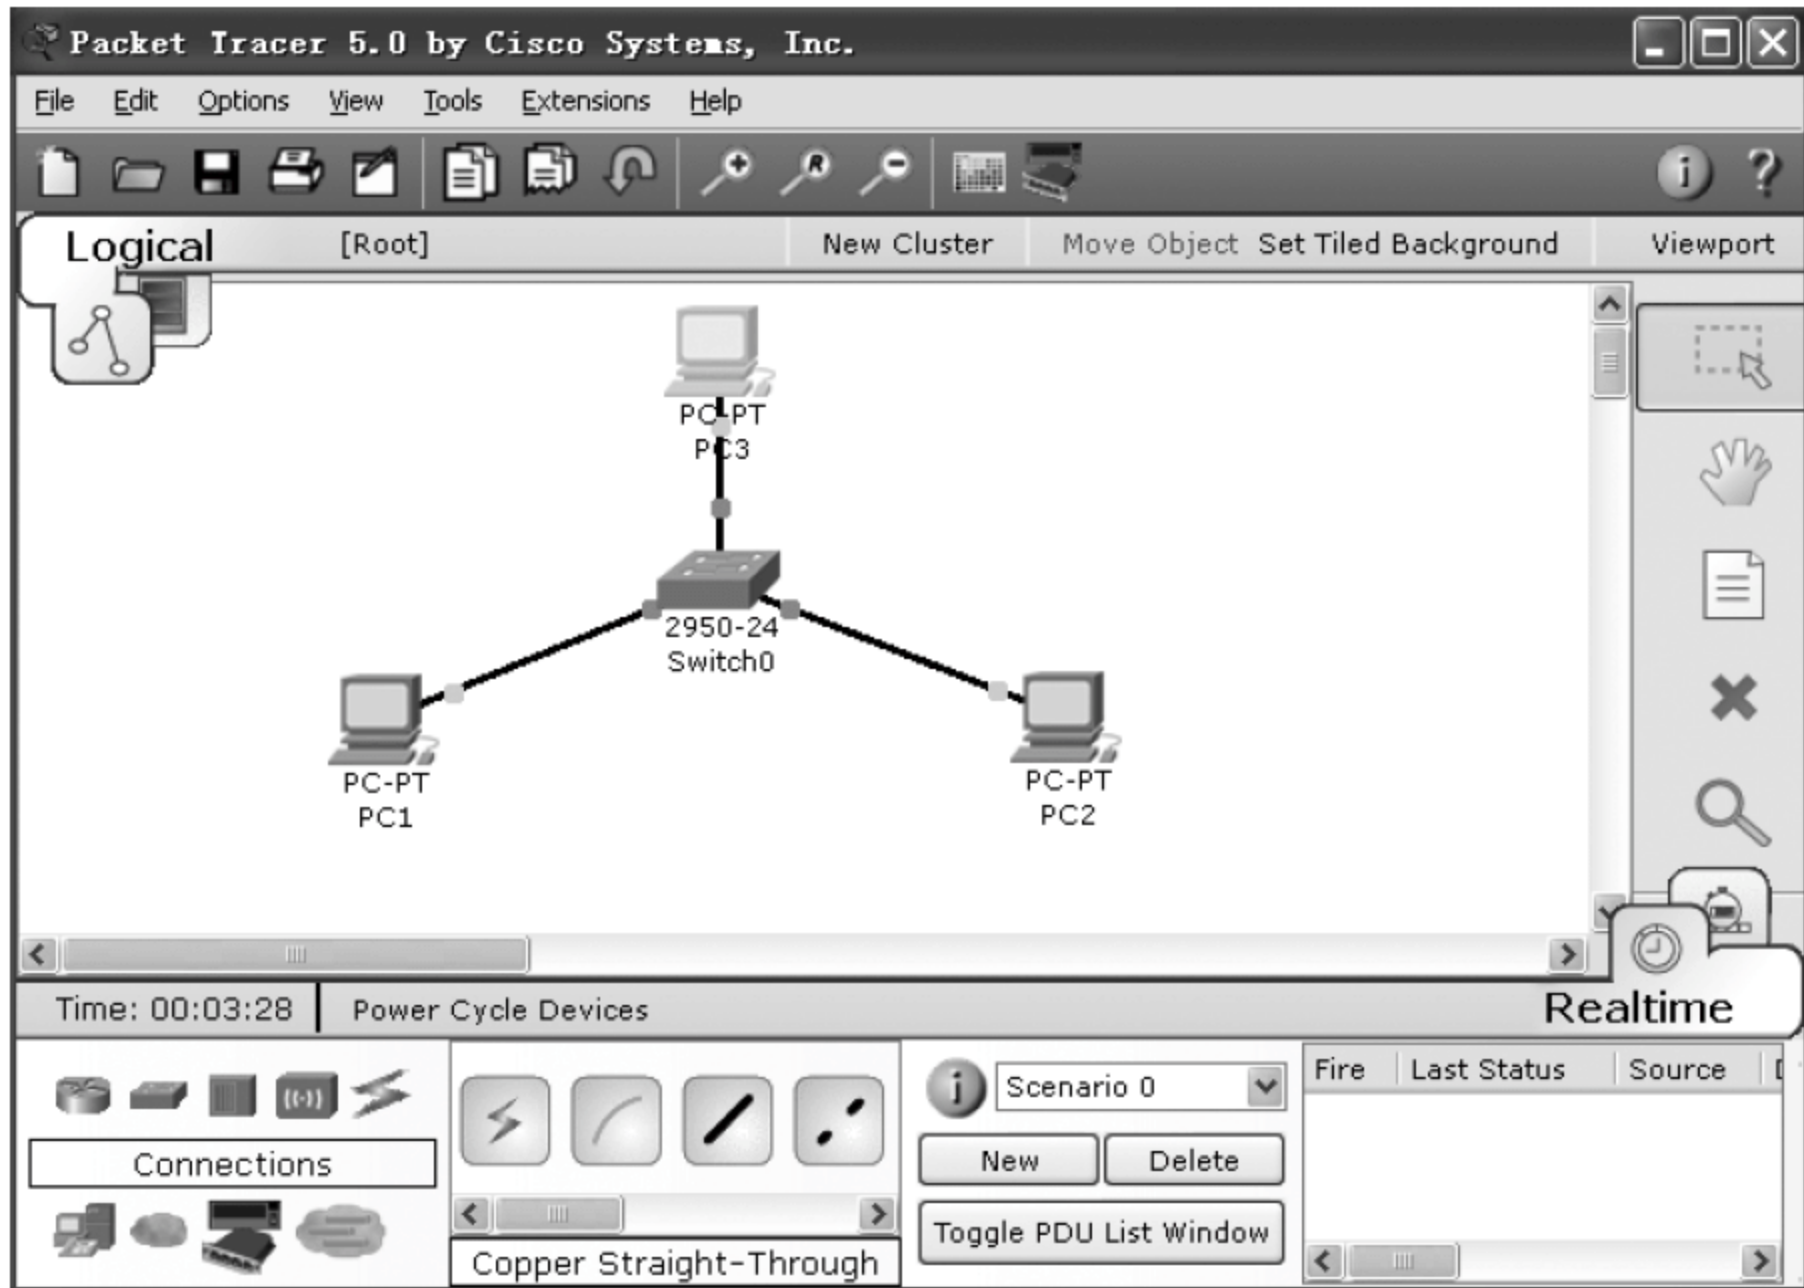 Packet Tracer 5.0 by Cisco Systems, Inc.
File Edit Options View Tools Extensions Help
Logical [Root] New Cluster Move Object Set Tiled Background Viewport
PC-PT
PC3
2950-24
Switch0
PC-PT
PC1
PC-PT
PC2
Time: 00:03:28 Power Cycle Devices Realtime
Fire Last Status Source
Scenario 0
Connections
New Delete
Toggle PDU List Window
Copper Straight-Through